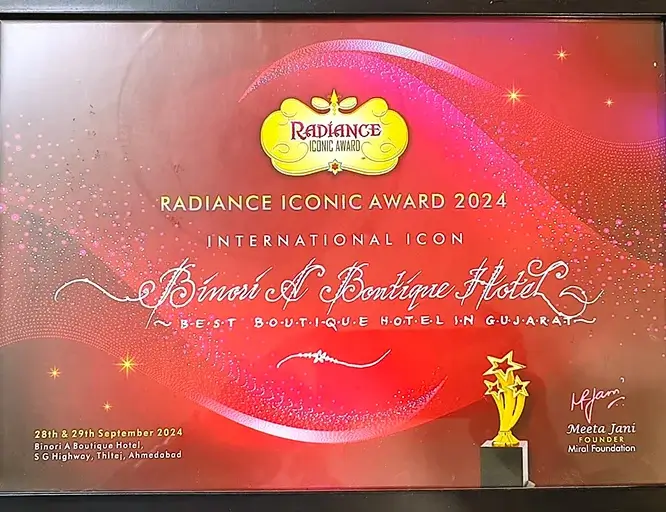 RADIANCE
ICONIC AWARD
RADIANCE ICONIC AWARD 2024
INTERNATIONAL ICON
Binori A Boutique Hotel
~ BEST BOUTIQUE HOTEL IN GUJARAT ~
28th & 29th September 2024
Binori A Boutique Hotel,
S G Highway, Thltej, Ahmedabad
MJani
Meeta Jani
FOUNDER
Miral Foundation